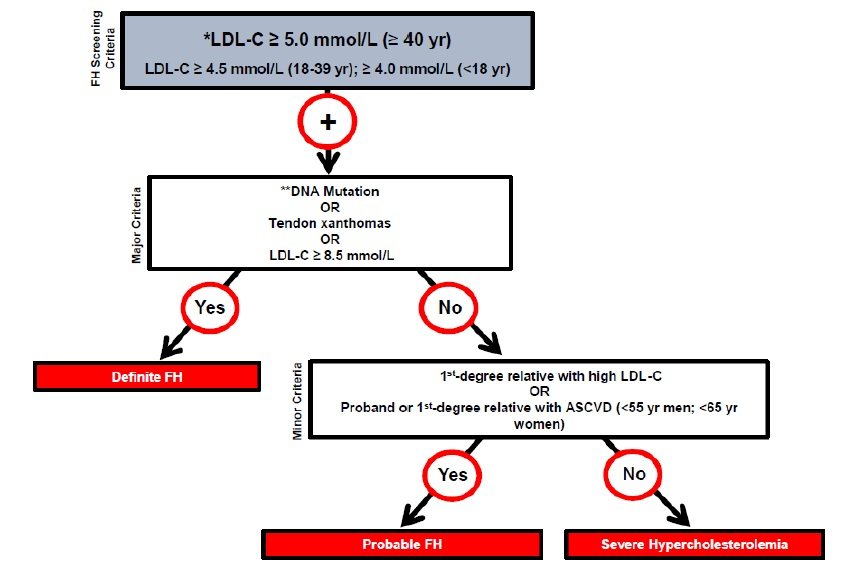 FH Screening
Criteria
*LDL-C ≥ 5.0 mmol/L (≥ 40 yr)
LDL-C ≥ 4.5 mmol/L (18-39 yr); ≥ 4.0 mmol/L (<18 yr)
+
Major Criteria
**DNA Mutation
OR
Tendon xanthomas
OR
LDL-C ≥ 8.5 mmol/L
Yes
No
Definite FH
Minor Criteria
1st-degree relative with high LDL-C
OR
Proband or 1st-degree relative with ASCVD (<55 yr men; <65 yr
women)
Yes
No
Probable FH
Severe Hypercholesterolemia